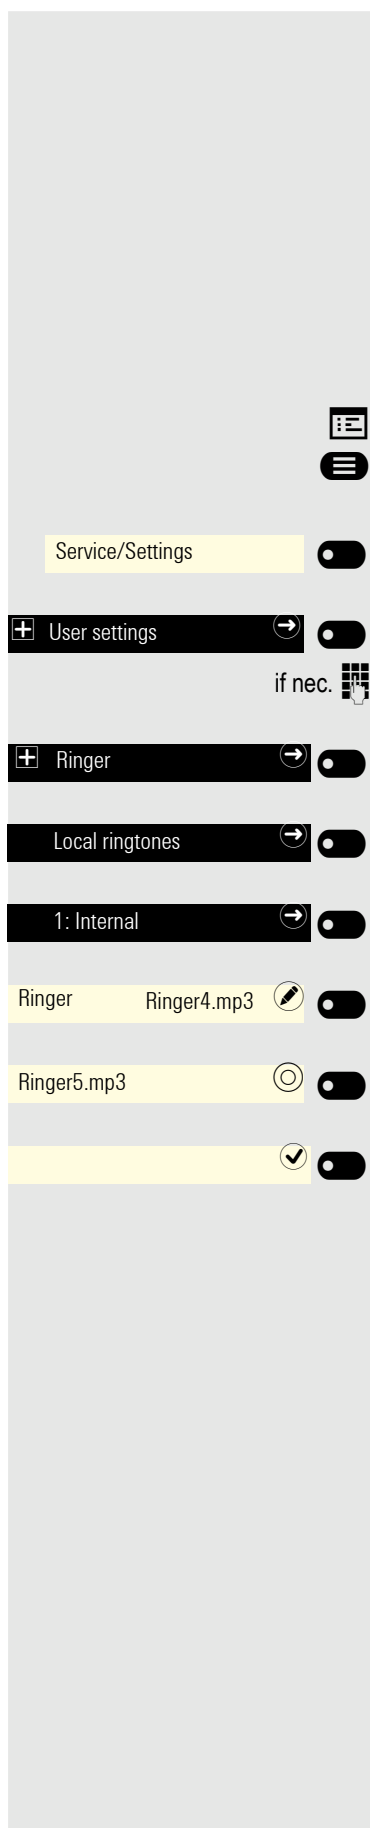 Service/Settings
User settings
if nec.
Ringer
Local ringtones
1: Internal
Ringer Ringer4.mp3
Ringer5.mp3